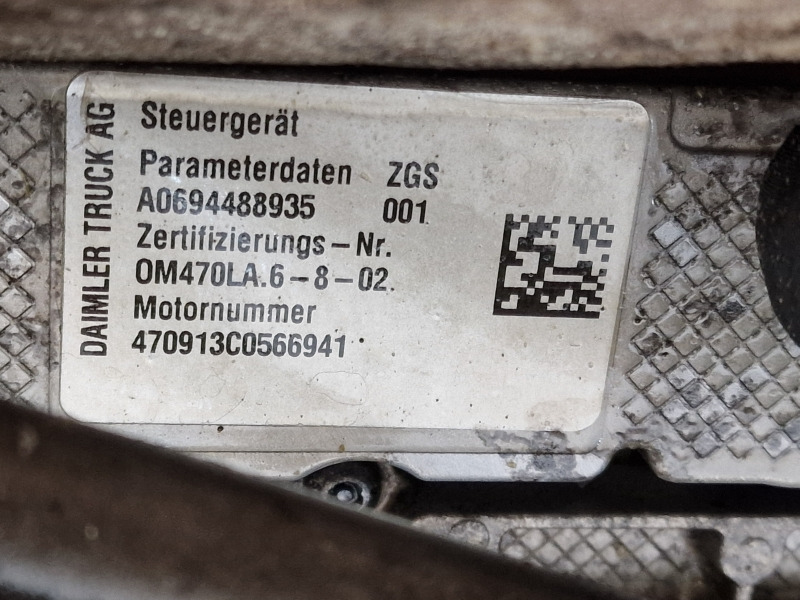 DAIMLER TRUCK AG
Steuergerät
Parameterdaten ZGS
A0694488935 001
Zertifizierungs-Nr.
OM470LA.6-8-02.
Motornummer
470913C0566941